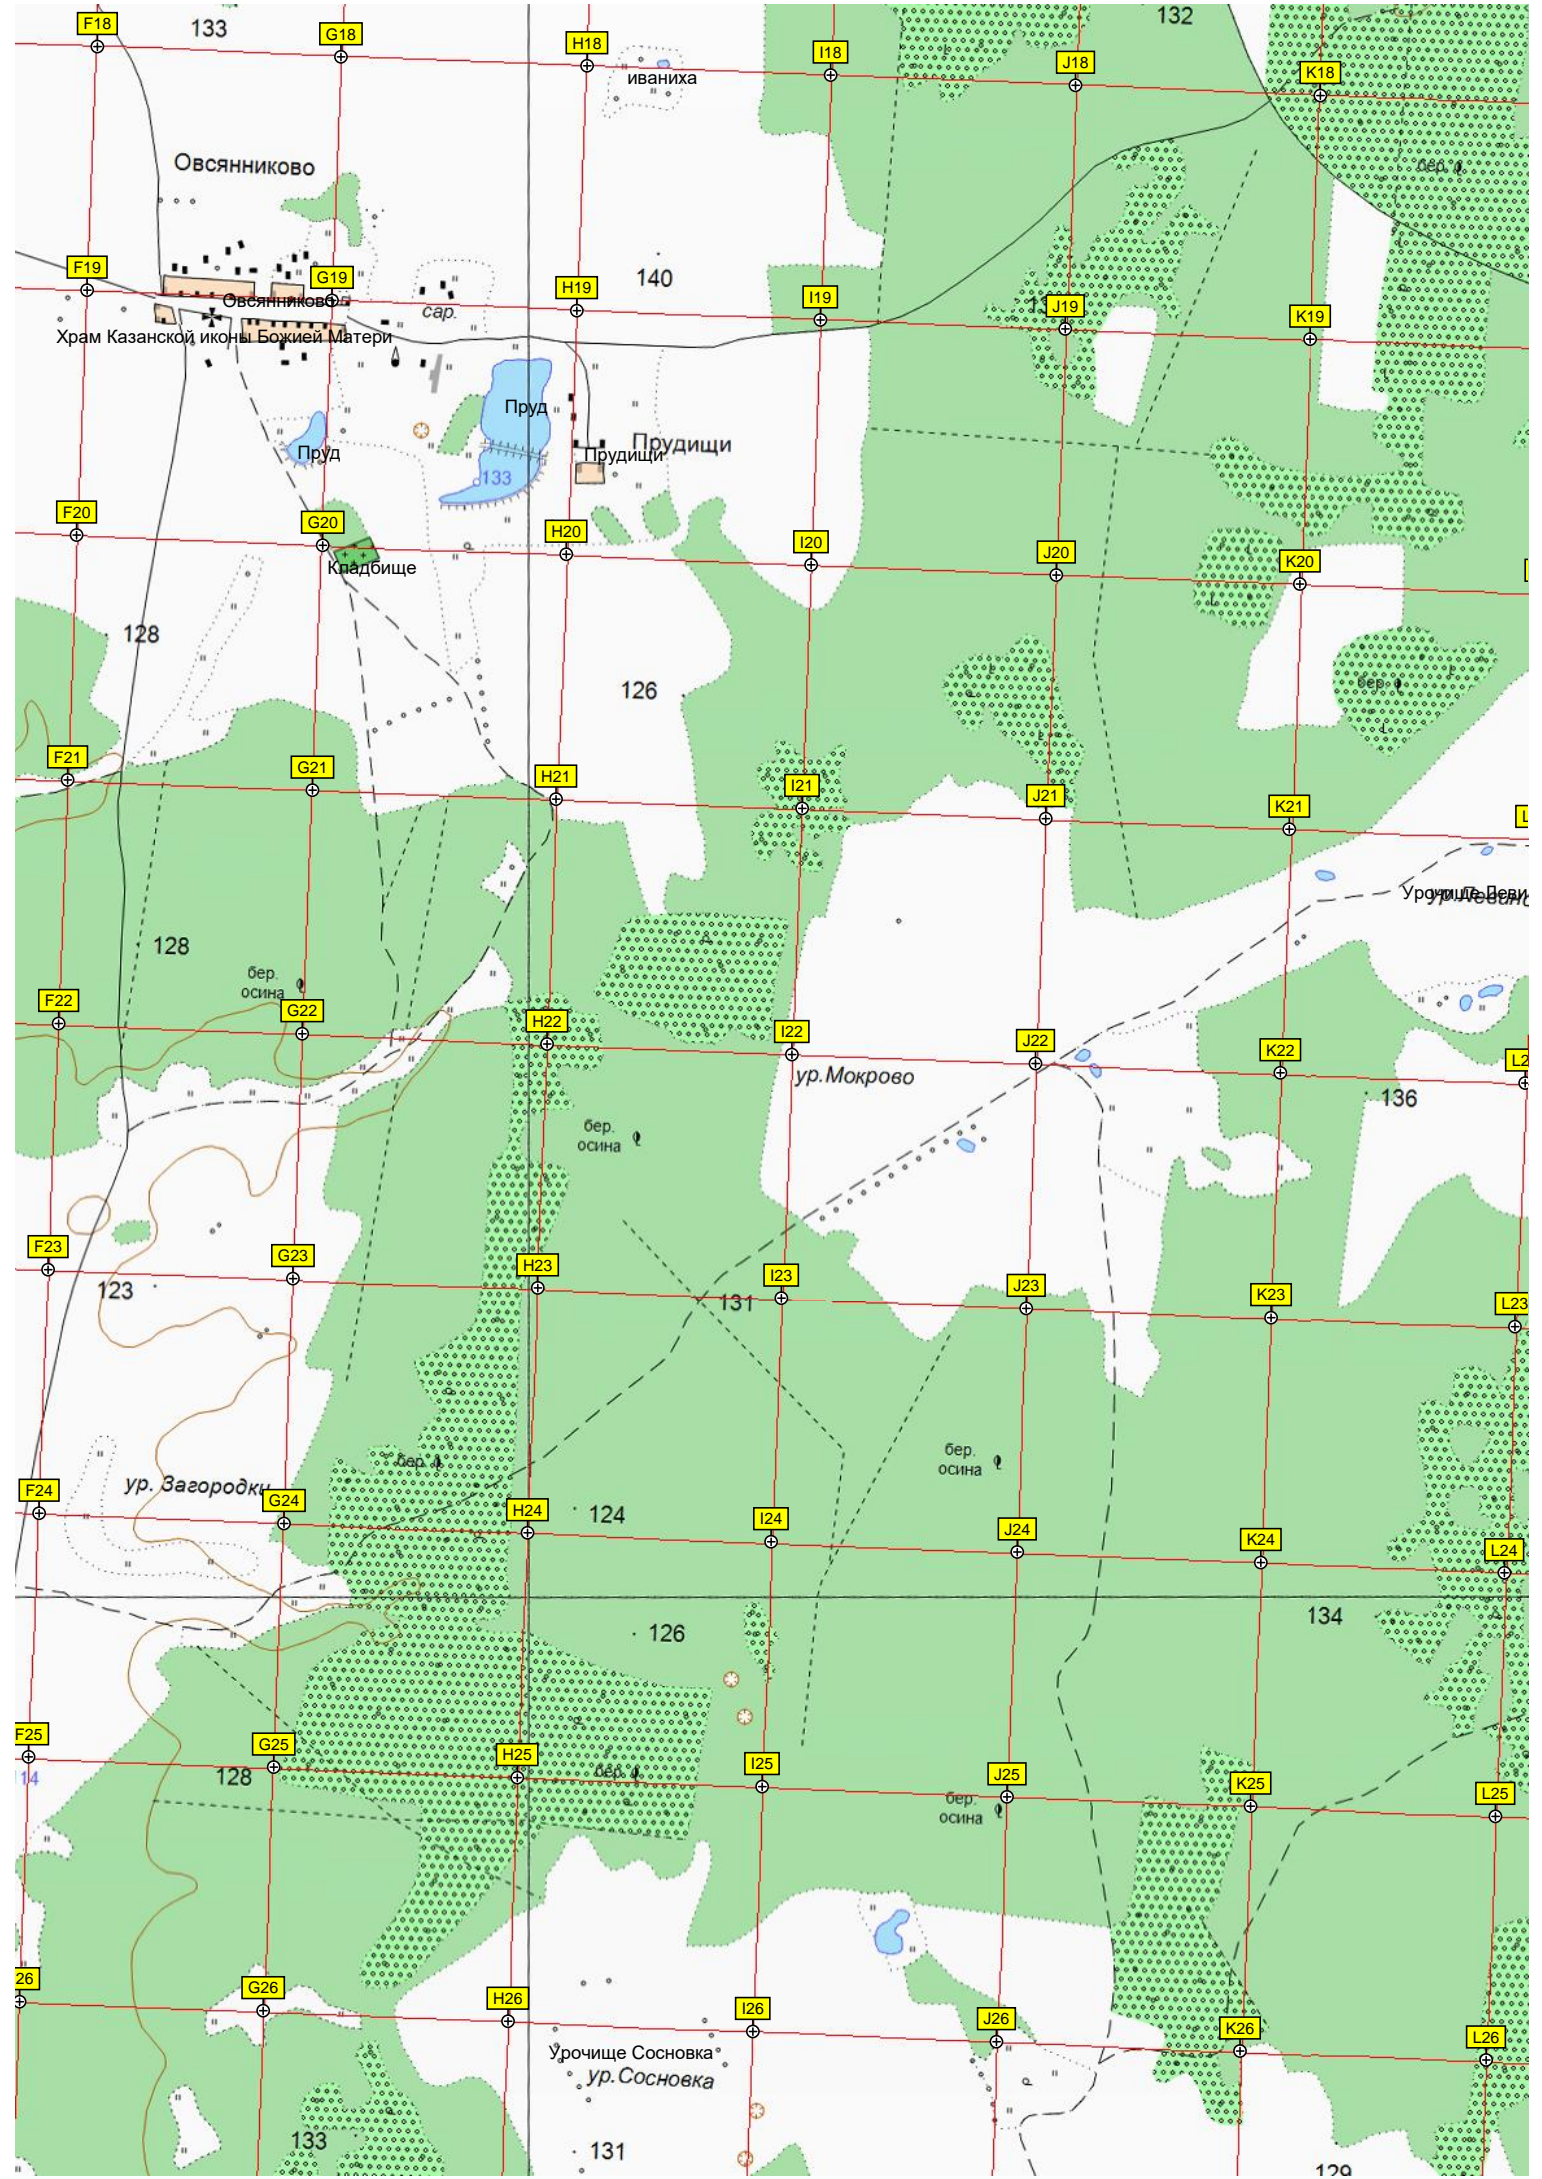 F18
133
G18
H18
иваниха
I18
J18
132
K18
бер.
Овсянниково
F19
G19
Овсянниково
сар.
H19
140
I19
J19
K19
Храм Казанской иконы Божией Матери
Пруд
Пруд
133
Прудищи
Прудищи
F20
G20
Кладбище
H20
I20
J20
K20
128
126
бер.
F21
G21
H21
I21
J21
K21
L
128
бер.
осина
F22
G22
H22
I22
ур.Мокрово
J22
K22
L2
136
бер.
осина
F23
G23
H23
I23
J23
K23
L23
123
131
бер.
бер.
осина
ур. Загородки
F24
G24
H24
124
I24
J24
K24
L24
126
134
F25
14
G25
128
H25
бер.
I25
J25
бер.
осина
K25
L25
26
G26
H26
I26
J26
K26
L26
Урочище Сосновка
ур.Сосновка
133
131
129